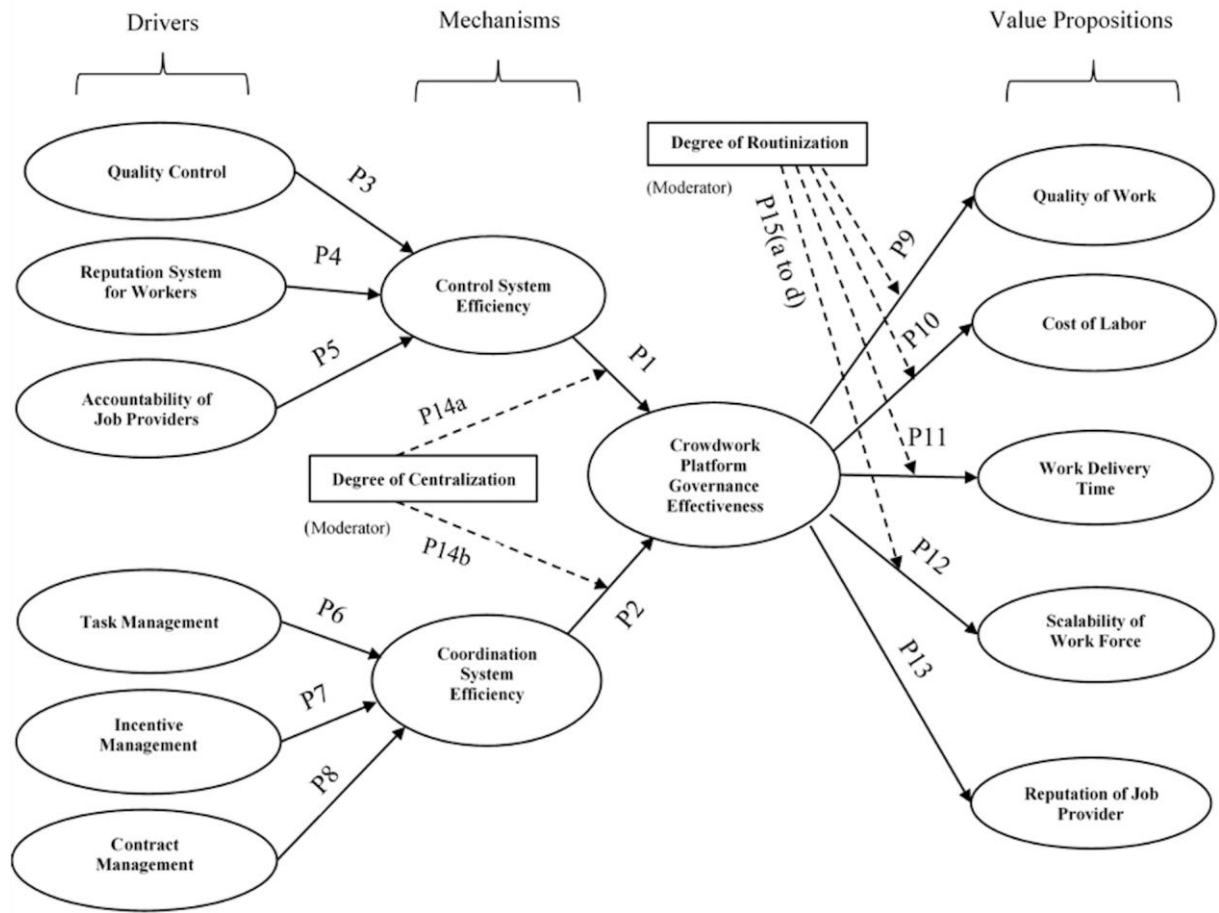 Drivers
Mechanisms
Value Propositions
Quality Control
Reputation System
for Workers
Accountability of
Job Providers
P3
P4
P5
Control System
Efficiency
P1
P14a
Degree of Centralization
(Moderator)
P14b
P2
Task Management
Incentive
Management
Contract
Management
P6
P7
P8
Coordination
System
Efficiency
Crowdwork
Platform
Governance
Effectiveness
Degree of Routinization
(Moderator)
P15(a to d)
P9
P10
P11
P12
P13
Quality of Work
Cost of Labor
Work Delivery
Time
Scalability of
Work Force
Reputation of Job
Provider